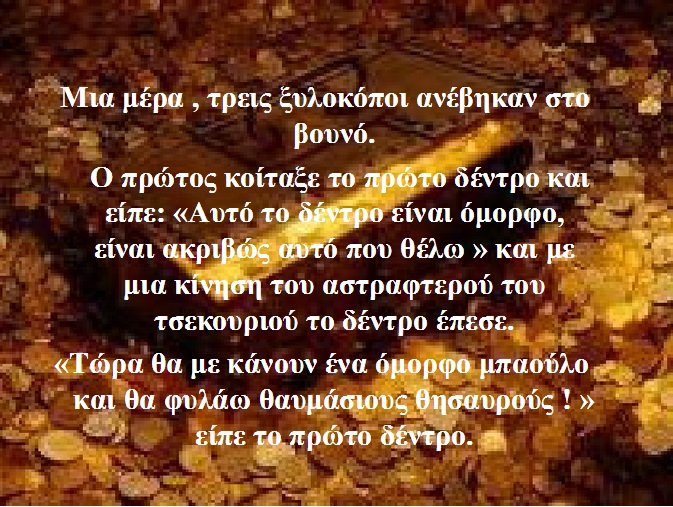 Μια μέρα , τρεις ξυλοκόποι ανέβηκαν στο
βουνό.
Ο πρώτος κοίταξε το πρώτο δέντρο και
είπε: «Αυτό το δέντρο είναι όμορφο,
είναι ακριβώς αυτό που θέλω » και με
μια κίνηση του αστραφτερού του
τσεκουριού το δέντρο έπεσε.
«Τώρα θα με κάνουν ένα όμορφο μπαούλο
και θα φυλάω θαυμάσιους θησαυρούς ! »
είπε το πρώτο δέντρο.